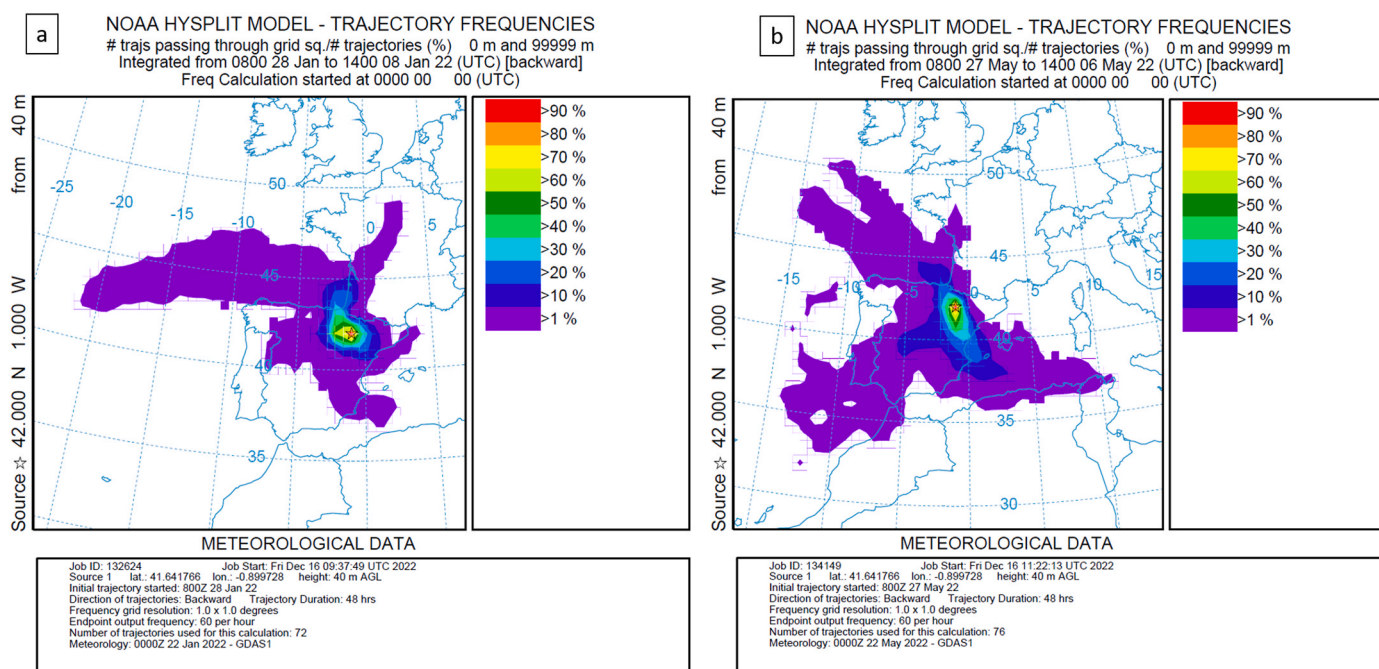 a
NOAA HYSPLIT MODEL - TRAJECTORY FREQUENCIES
# trajs passing through grid sq./# trajectories (%) 0 m and 99999 m
Integrated from 0800 28 Jan to 1400 08 Jan 22 (UTC) [backward]
Freq Calculation started at 0000 00 00 (UTC)
Source ☆ 42.000 N 1.000 W from 40 m
-25
-20
-15
-10
-5
0
5
50
45
40
35
>90 %
>80 %
>70 %
>60 %
>50 %
>40 %
>30 %
>20 %
>10 %
>1 %
METEOROLOGICAL DATA
Job ID: 132624 Job Start: Fri Dec 16 09:37:49 UTC 2022
Source 1 lat.: 41.641766 lon.: -0.899728 height: 40 m AGL
Initial trajectory started: 800Z 28 Jan 22
Direction of trajectories: Backward Trajectory Duration: 48 hrs
Frequency grid resolution: 1.0 x 1.0 degrees
Endpoint output frequency: 60 per hour
Number of trajectories used for this calculation: 72
Meteorology: 0000Z 22 Jan 2022 - GDAS1
b
NOAA HYSPLIT MODEL - TRAJECTORY FREQUENCIES
# trajs passing through grid sq./# trajectories (%) 0 m and 99999 m
Integrated from 0800 27 May to 1400 06 May 22 (UTC) [backward]
Freq Calculation started at 0000 00 00 (UTC)
Source ☆ 42.000 N 1.000 W from 40 m
-15
-10
-5
0
5
10
15
50
45
40
35
30
>90 %
>80 %
>70 %
>60 %
>50 %
>40 %
>30 %
>20 %
>10 %
>1 %
METEOROLOGICAL DATA
Job ID: 134149 Job Start: Fri Dec 16 11:22:13 UTC 2022
Source 1 lat.: 41.641766 lon.: -0.899728 height: 40 m AGL
Initial trajectory started: 800Z 27 May 22
Direction of trajectories: Backward Trajectory Duration: 48 hrs
Frequency grid resolution: 1.0 x 1.0 degrees
Endpoint output frequency: 60 per hour
Number of trajectories used for this calculation: 76
Meteorology: 0000Z 22 May 2022 - GDAS1